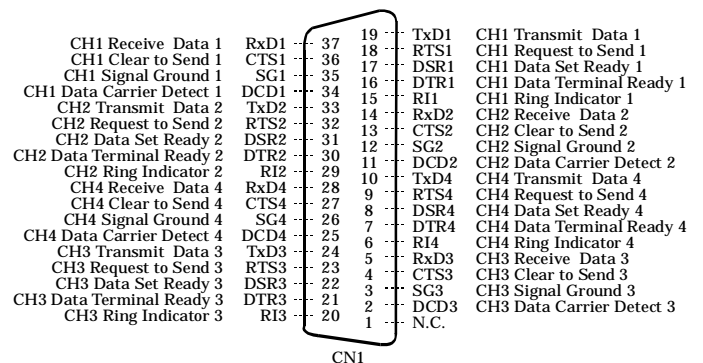 19 TxD1 CH1 Transmit Data 1
CH1 Receive Data 1 RxD1 37
18 RTS1 CH1 Request to Send 1
CH1 Clear to Send 1 CTS1 36
17 DSR1 CH1 Data Set Ready 1
CH1 Signal Ground 1 SG1 35
16 DTR1 CH1 Data Terminal Ready 1
CH1 Data Carrier Detect 1 DCD1 34
15 RI1 CH1 Ring Indicator 1
CH2 Transmit Data 2 TxD2 33
14 RxD2 CH2 Receive Data 2
CH2 Request to Send 2 RTS2 32
13 CTS2 CH2 Clear to Send 2
CH2 Data Set Ready 2 DSR2 31
12 SG2 CH2 Signal Ground 2
CH2 Data Terminal Ready 2 DTR2 30
11 DCD2 CH2 Data Carrier Detect 2
CH2 Ring Indicator 2 RI2 29
10 TxD4 CH4 Transmit Data 4
CH4 Receive Data 4 RxD4 28
9 RTS4 CH4 Request to Send 4
CH4 Clear to Send 4 CTS4 27
8 DSR4 CH4 Data Set Ready 4
CH4 Signal Ground 4 SG4 26
7 DTR4 CH4 Data Terminal Ready 4
CH4 Data Carrier Detect 4 DCD4 25
6 RI4 CH4 Ring Indicator 4
CH3 Transmit Data 3 TxD3 24
5 RxD3 CH3 Receive Data 3
CH3 Request to Send 3 RTS3 23
4 CTS3 CH3 Clear to Send 3
CH3 Data Set Ready 3 DSR3 22
3 SG3 CH3 Signal Ground 3
CH3 Data Terminal Ready 3 DTR3 21
2 DCD3 CH3 Data Carrier Detect 3
CH3 Ring Indicator 3 RI3 20
1 N.C.
CN1